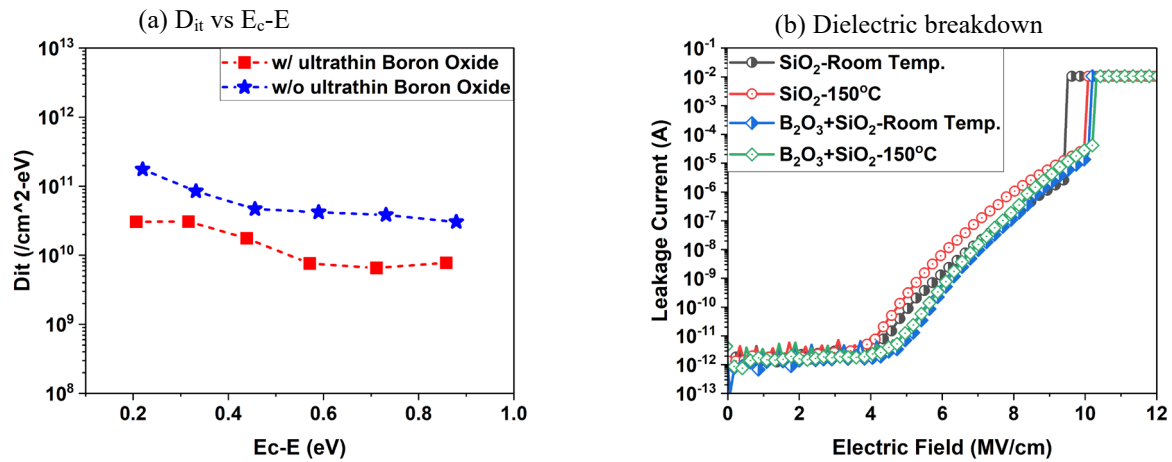 (a) Dit vs Ec-E
10^13
10^12
10^11
10^10
10^9
10^8
Dit (/cm^2-eV)
w/ ultrathin Boron Oxide
w/o ultrathin Boron Oxide
0.2 0.4 0.6 0.8 1.0
Ec-E (eV)
(b) Dielectric breakdown
10^-1
10^-2
10^-3
10^-4
10^-5
10^-6
10^-7
10^-8
10^-9
10^-10
10^-11
10^-12
10^-13
Leakage Current (A)
SiO2-Room Temp.
SiO2-150°C
B2O3+SiO2-Room Temp.
B2O3+SiO2-150°C
0 2 4 6 8 10 12
Electric Field (MV/cm)